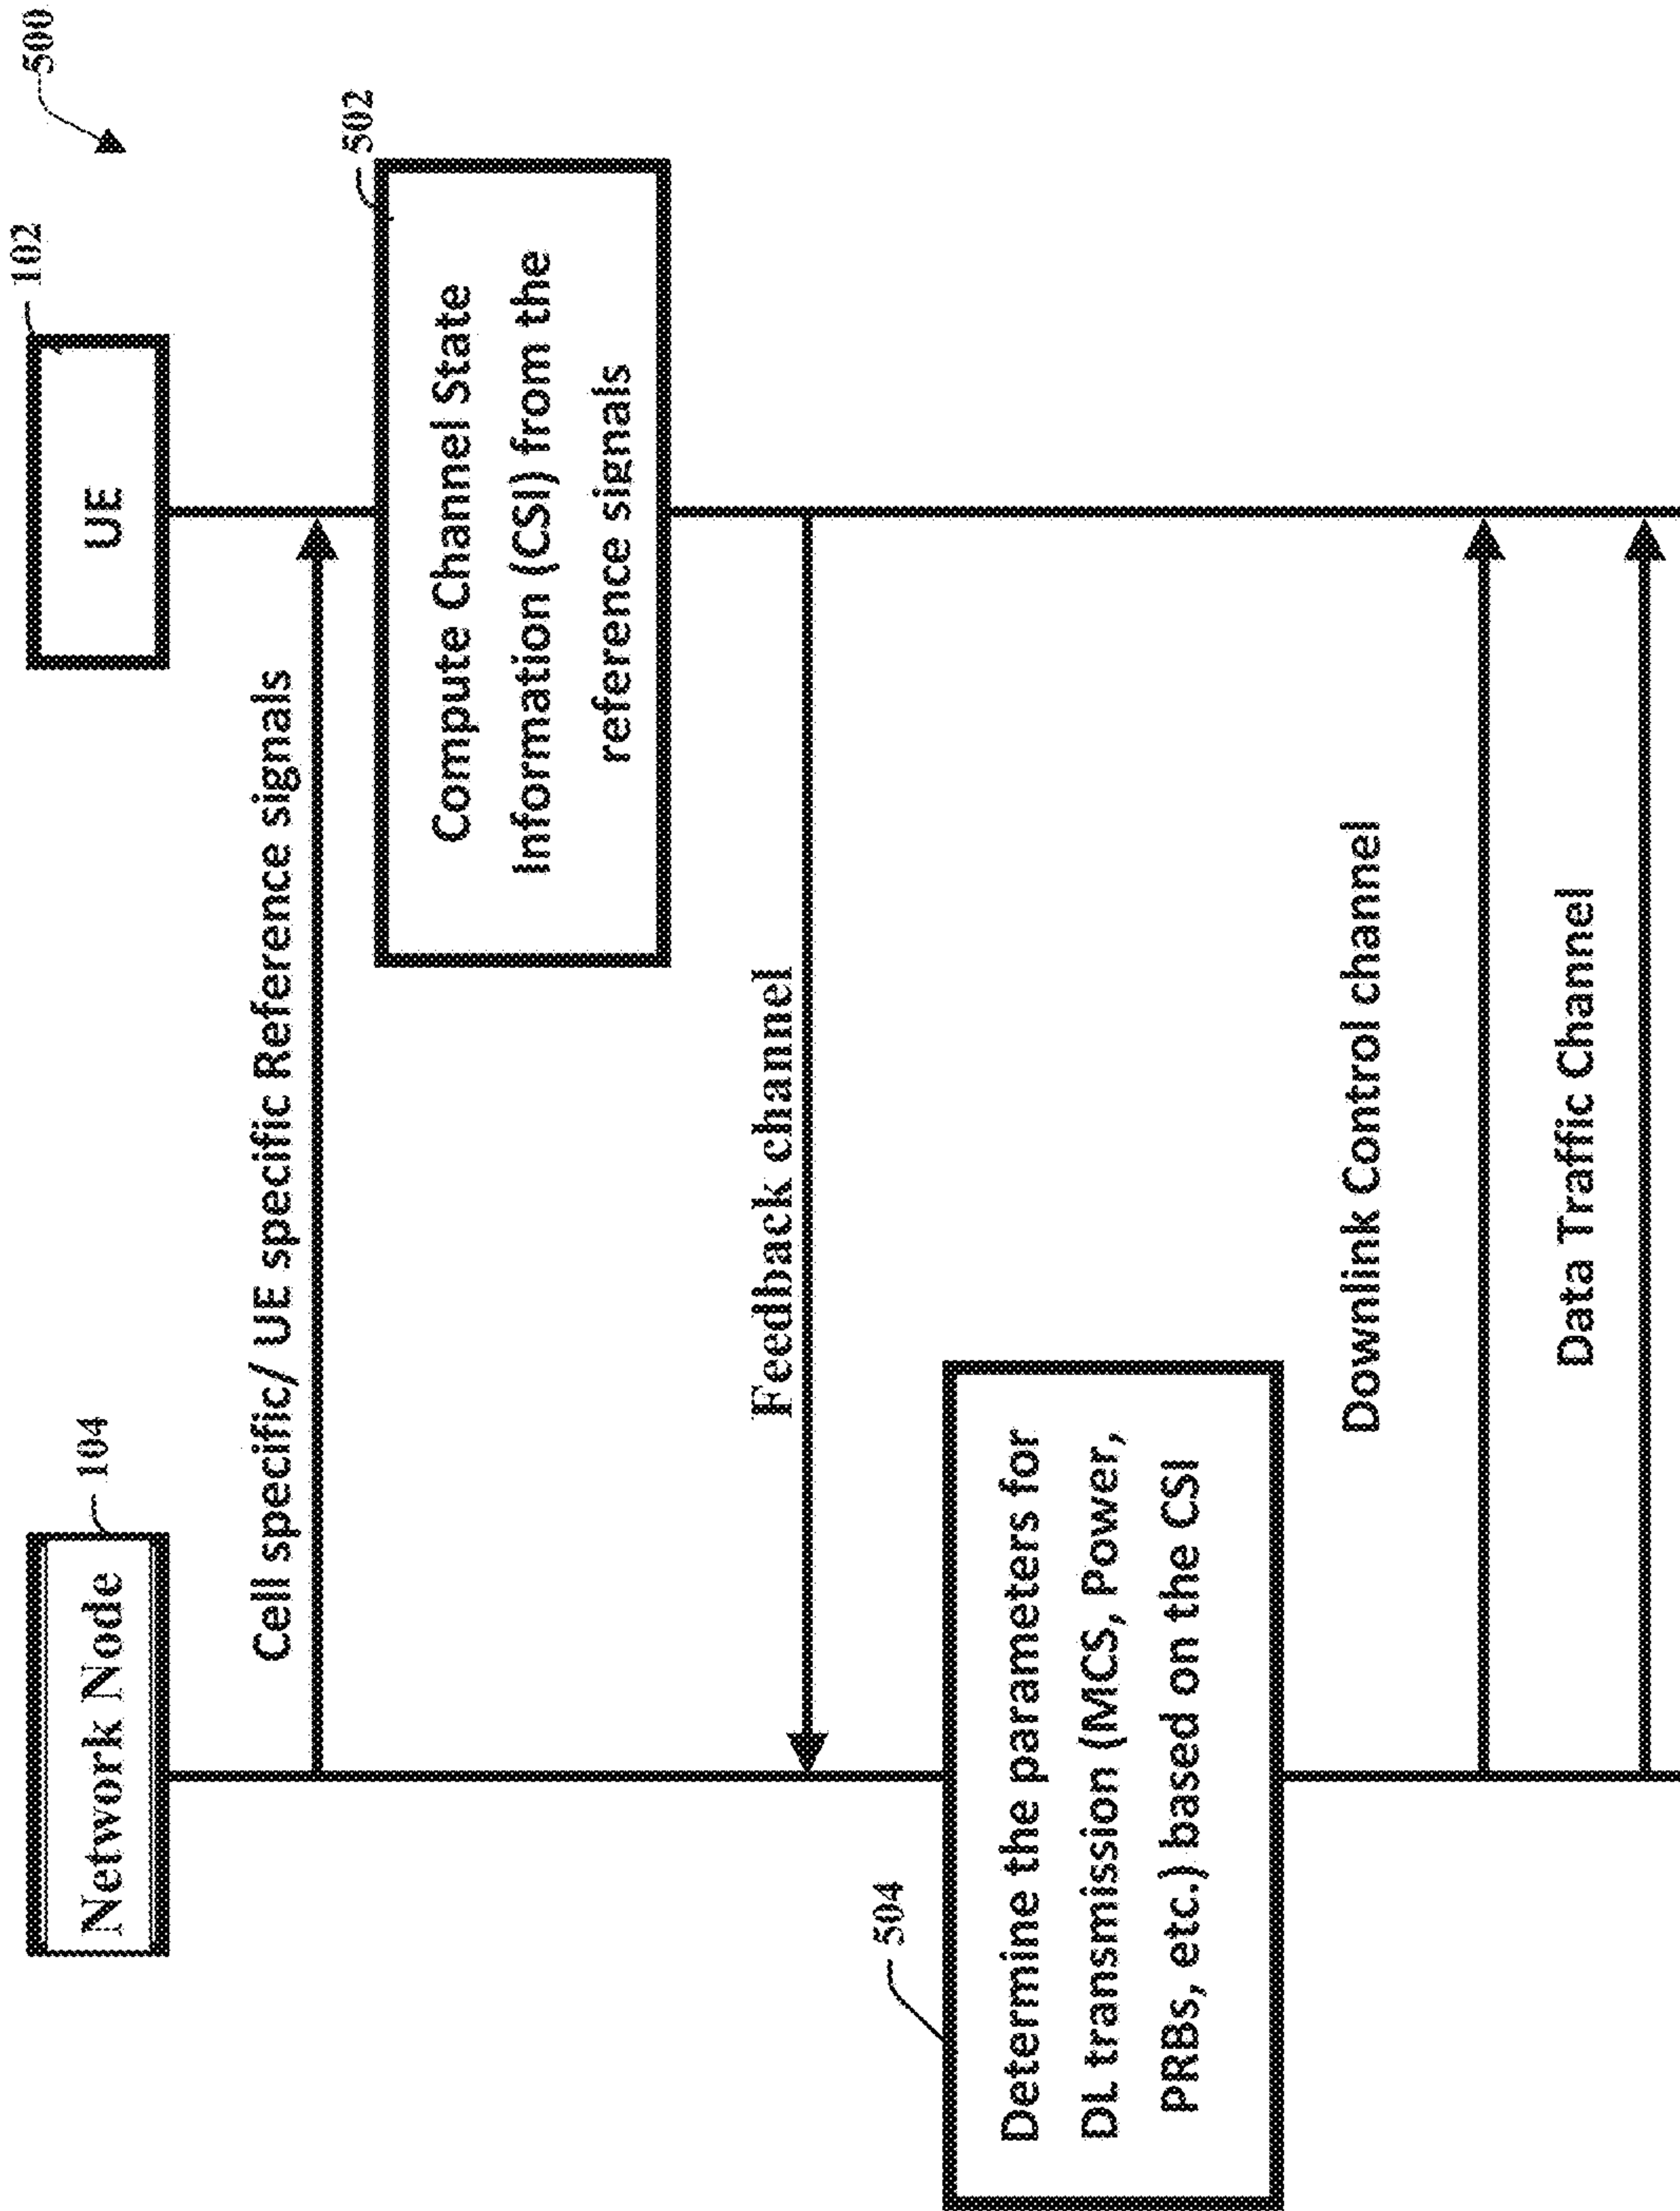 500
Network Node
104
UE
102
Cell specific/ UE specific Reference signals
502
Compute Channel State
Information (CSI) from the
reference signals
Feedback channel
504
Determine the parameters for
DL transmission (MCS, Power,
PRBs, etc.) based on the CSI
Downlink Control channel
Data Traffic Channel